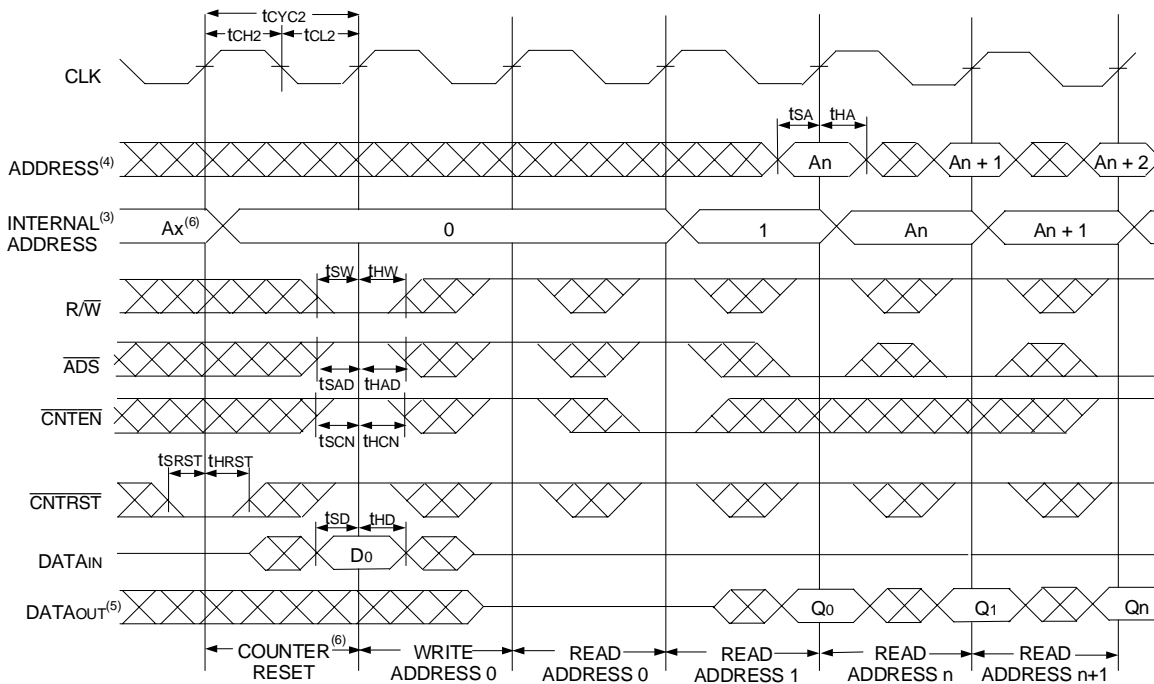 tCYC2
tCH2 tCL2
CLK
tSA tHA
ADDRESS(4) An An + 1 An + 2
INTERNAL(3)
ADDRESS
Ax(6) 0 1 An An + 1
tSW tHW
R/W̅
A̅D̅S̅
tSAD tHAD
C̅N̅T̅E̅N̅
tSCN tHCN
tSRST tHRST
C̅N̅T̅R̅S̅T̅
tSD tHD
DATAIN D0
DATAOUT(5) Q0 Q1 Qn
COUNTER(6)
RESET
WRITE
ADDRESS 0
READ
ADDRESS 0
READ
ADDRESS 1
READ
ADDRESS n
READ
ADDRESS n+1